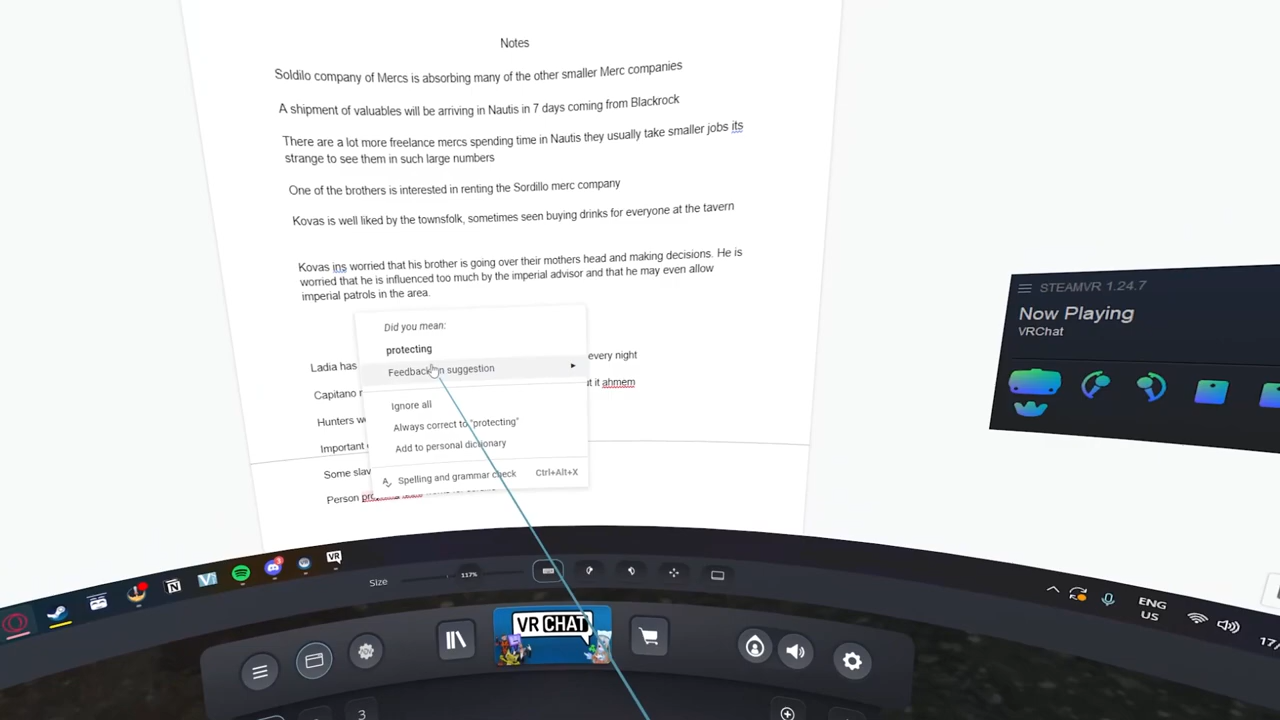 Notes
Soldilo company of Mercs is absorbing many of the other smaller Merc companies
A shipment of valuables will be arriving in Nautis in 7 days coming from Blackrock
There are a lot more freelance mercs spending time in Nautis they usually take smaller jobs its
strange to see them in such large numbers
One of the brothers is interested in renting the Sordillo merc company
Kovas is well liked by the townsfolk, sometimes seen buying drinks for everyone at the tavern
Kovas ins worried that his brother is going over their mothers head and making decisions. He is
worried that he is influenced too much by the imperial advisor and that he may even allow
imperial patrols in the area.
Did you mean:
protecting
Feedback on suggestion
Ignore all
Always correct to "protecting"
Add to personal dictionary
Spelling and grammar check Ctrl+Alt+X
Ladia has every night
Capitano it ahmem
Hunters
Important
Some
Person
STEAMVR 1.24.7
Now Playing
VRChat
VR
Size 117%
ENG
US
17
VRCHAT
3